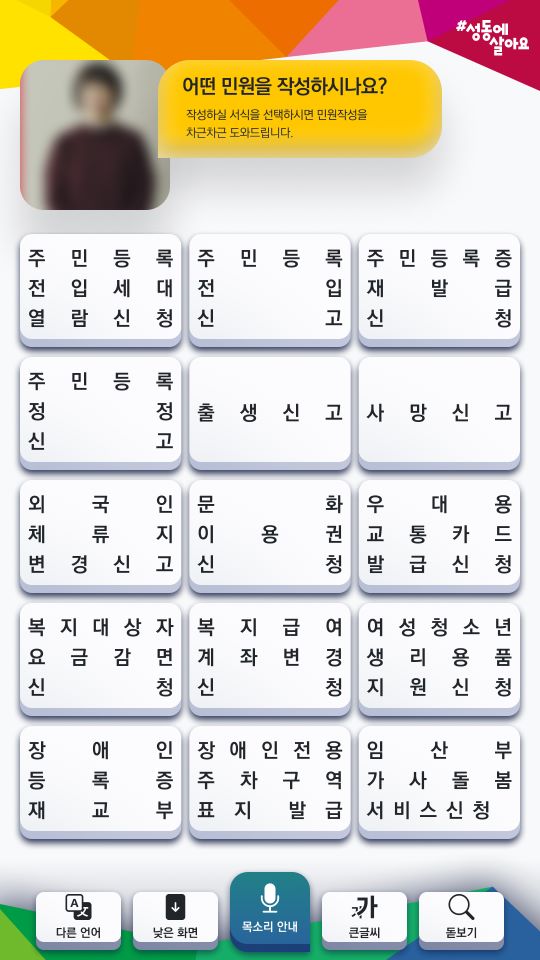 #성동에
살아요
어떤 민원을 작성하시나요?
작성하실 서식을 선택하시면 민원작성을
차근차근 도와드립니다.
주민등록
전입세대
열람신청
주민등록
전입
신고
주민등록증
재발급
신청
주민등록
정정
신고
출생신고
사망신고
외국인
체류지
변경신고
문화
이용권
신청
우대용
교통카드
발급신청
복지대상자
요금감면
신청
복지급여
계좌변경
신청
여성청소년
생리용품
지원신청
장애인
등록증
재교부
장애인전용
주차구역
표지 발급
임산부
가사돌봄
서비스신청
A 文
다른 언어
낮은 화면
목소리 안내
가가
큰글씨
돋보기